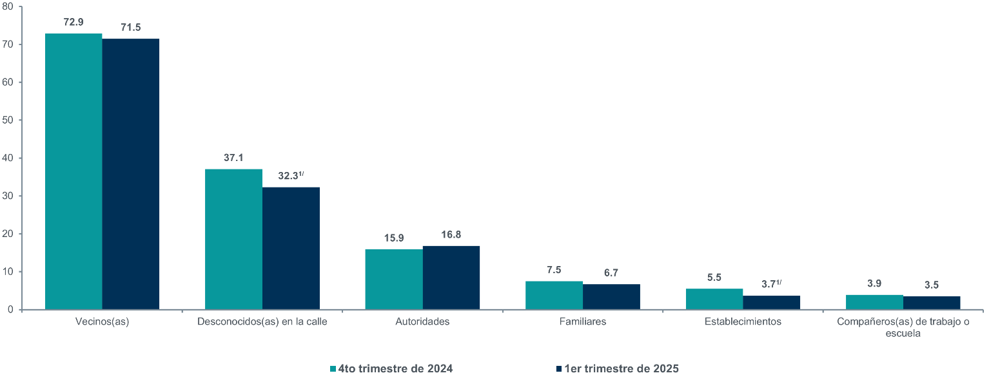 80
70
60
50
40
30
20
10
0
72.9
71.5
37.1
32.3¹/
15.9
16.8
7.5
6.7
5.5
3.7¹/
3.9
3.5
Vecinos(as)
Desconocidos(as) en la calle
Autoridades
Familiares
Establecimientos
Compañeros(as) de trabajo o
escuela
4to trimestre de 2024
1er trimestre de 2025